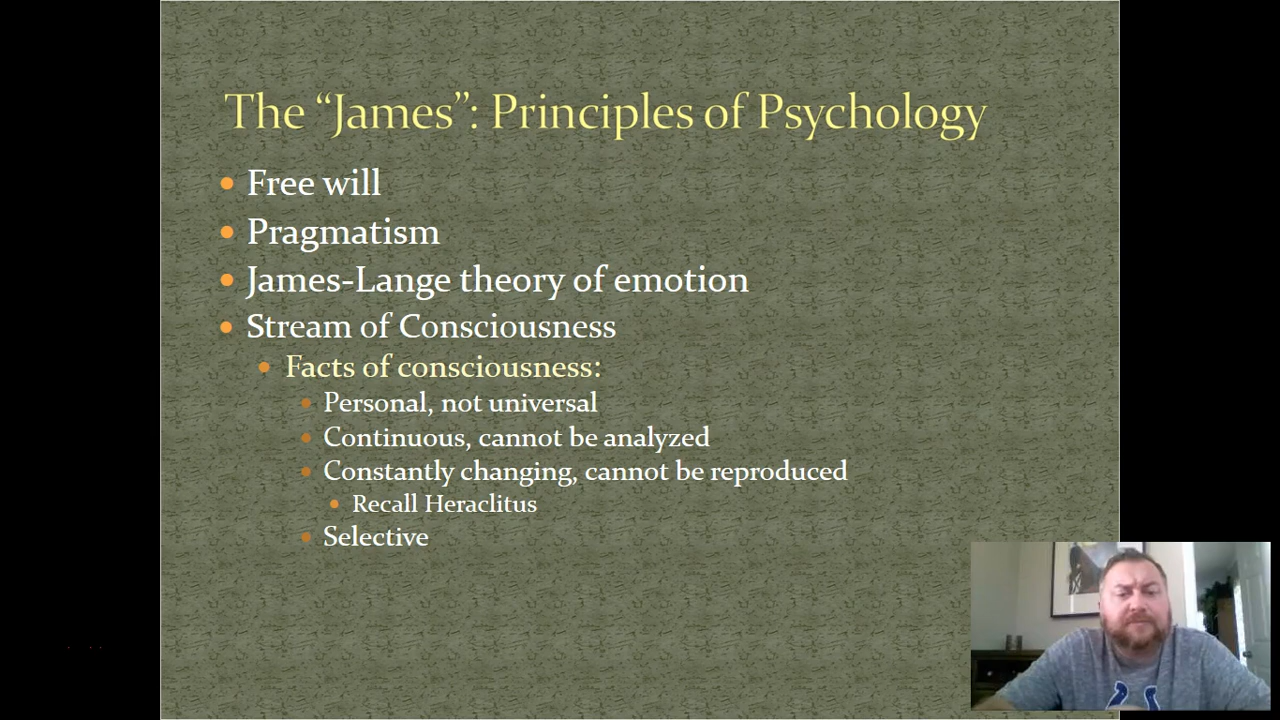 The “James”: Principles of Psychology
Free will
Pragmatism
James-Lange theory of emotion
Stream of Consciousness
Facts of consciousness:
Personal, not universal
Continuous, cannot be analyzed
Constantly changing, cannot be reproduced
Recall Heraclitus
Selective